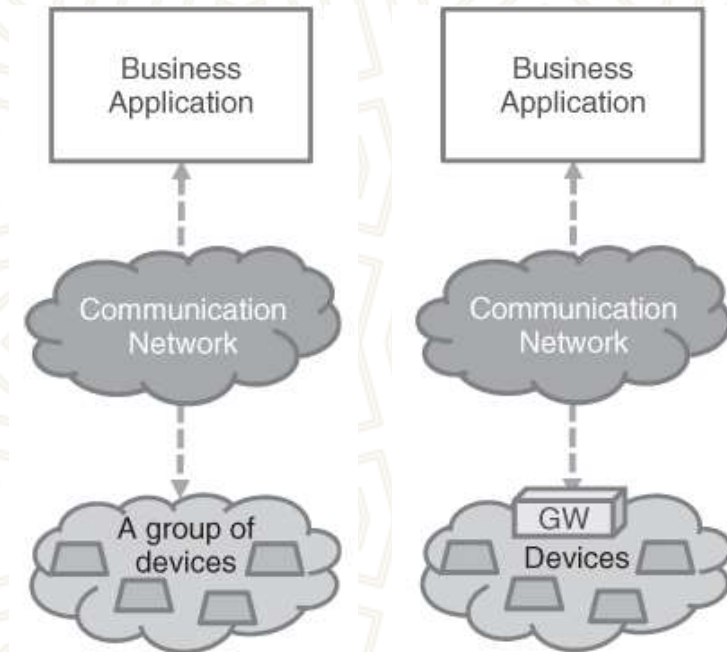 Business
Application
Communication
Network
A group of
devices
Business
Application
Communication
Network
GW
Devices